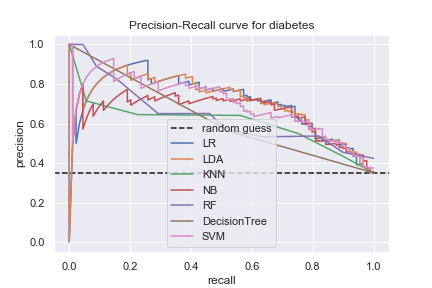 Precision-Recall curve for diabetes
1.0
0.8
0.6
0.4
0.2
0.0
precision
random guess
LR
LDA
KNN
NB
RF
DecisionTree
SVM
0.0 0.2 0.4 0.6 0.8 1.0
recall